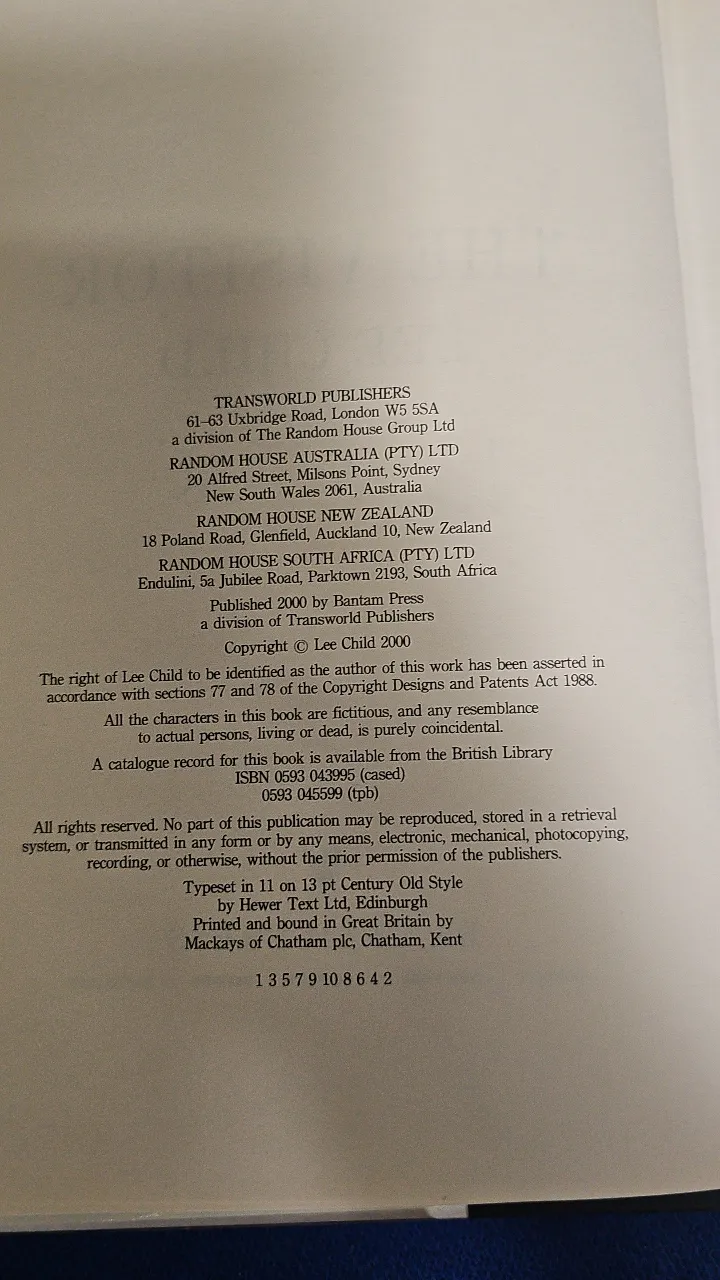 TRANSWORLD PUBLISHERS
61–63 Uxbridge Road, London W5 5SA
a division of The Random House Group Ltd
RANDOM HOUSE AUSTRALIA (PTY) LTD
20 Alfred Street, Milsons Point, Sydney
New South Wales 2061, Australia
RANDOM HOUSE NEW ZEALAND
18 Poland Road, Glenfield, Auckland 10, New Zealand
RANDOM HOUSE SOUTH AFRICA (PTY) LTD
Endulini, 5a Jubilee Road, Parktown 2193, South Africa
Published 2000 by Bantam Press
a division of Transworld Publishers
Copyright © Lee Child 2000
The right of Lee Child to be identified as the author of this work has been asserted in
accordance with sections 77 and 78 of the Copyright Designs and Patents Act 1988.
All the characters in this book are fictitious, and any resemblance
to actual persons, living or dead, is purely coincidental.
A catalogue record for this book is available from the British Library
ISBN 0593 043995 (cased)
0593 045599 (tpb)
All rights reserved. No part of this publication may be reproduced, stored in a retrieval
system, or transmitted in any form or by any means, electronic, mechanical, photocopying,
recording, or otherwise, without the prior permission of the publishers.
Typeset in 11 on 13 pt Century Old Style
by Hewer Text Ltd, Edinburgh
Printed and bound in Great Britain by
Mackays of Chatham plc, Chatham, Kent
1 3 5 7 9 10 8 6 4 2